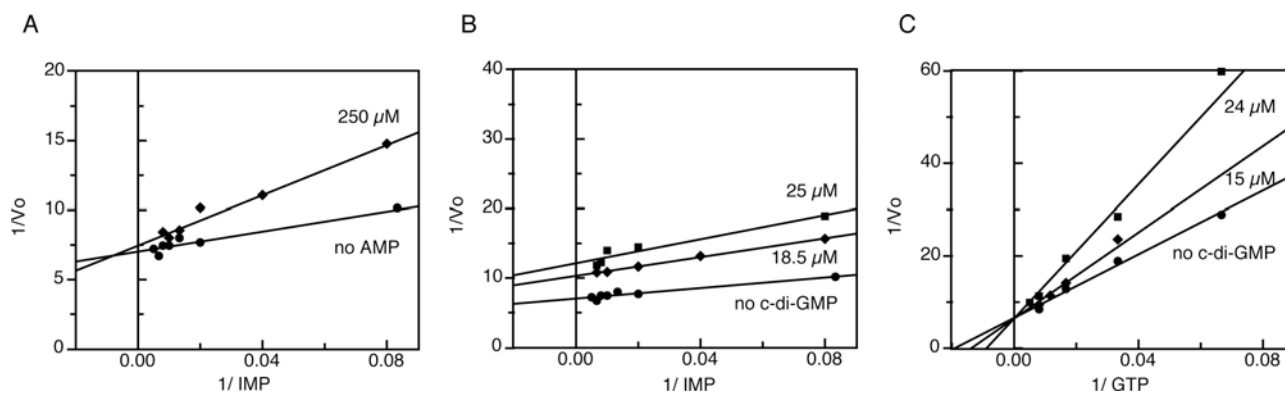 A
20
15
10
5
0
0.00
0.04
0.08
1/Vo
1/ IMP
250 µM
no AMP
B
40
30
20
10
0
0.00
0.04
0.08
1/Vo
1/ IMP
25 µM
18.5 µM
no c-di-GMP
C
60
40
20
0
0.00
0.04
0.08
1/Vo
1/ GTP
24 µM
15 µM
no c-di-GMP